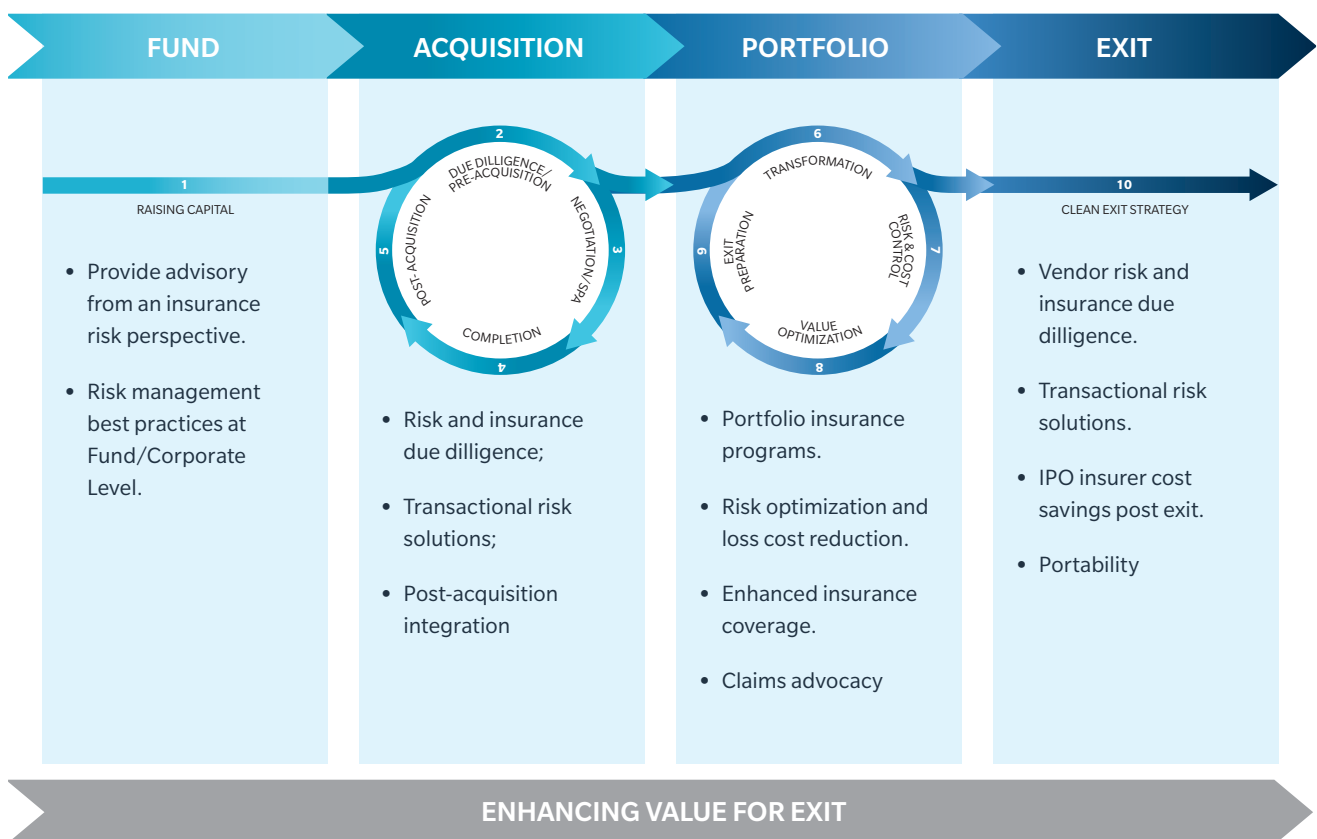 FUND
ACQUISITION
PORTFOLIO
EXIT
1
RAISING CAPITAL
• Provide advisory
from an insurance
risk perspective.
• Risk management
best practices at
Fund/Corporate
Level.
2
DUE DILLIGENCE/
PRE-ACQUISITION
3
NEGOTIATION/SPA
4
COMPLETION
5
POST-ACQUISITION
• Risk and insurance
due dilligence;
• Transactional risk
solutions;
• Post-acquisition
integration
6
TRANSFORMATION
7
RISK & COST
CONTROL
8
VALUE
OPTIMIZATION
9
EXIT
PREPARATION
• Portfolio insurance
programs.
• Risk optimization and
loss cost reduction.
• Enhanced insurance
coverage.
• Claims advocacy
10
CLEAN EXIT STRATEGY
• Vendor risk and
insurance due
dilligence.
• Transactional risk
solutions.
• IPO insurer cost
savings post exit.
• Portability
ENHANCING VALUE FOR EXIT